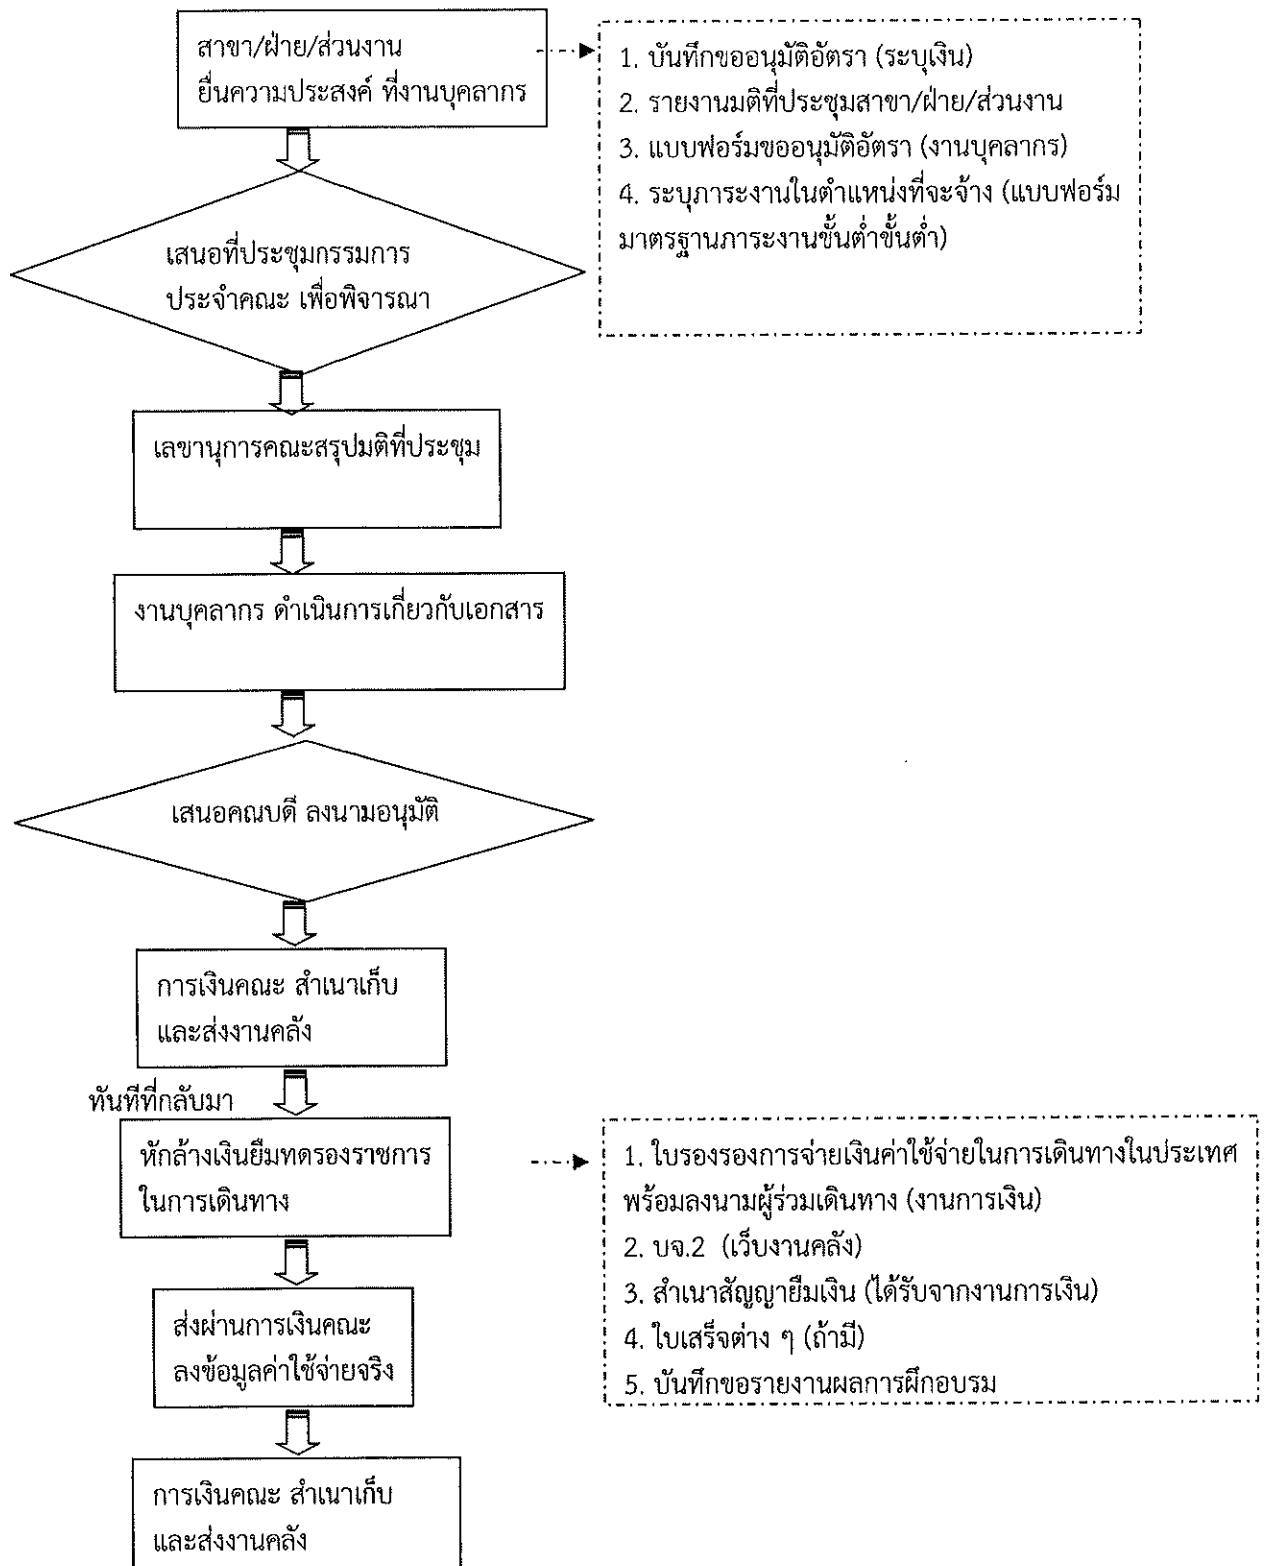 สาขา/ฝ่าย/ส่วนงาน
ยื่นความประสงค์ ที่งานบุคลากร
1. บันทึกขออนุมัติอัตรา (ระบุเงิน)
2. รายงานมติที่ประชุมสาขา/ฝ่าย/ส่วนงาน
3. แบบฟอร์มขออนุมัติอัตรา (งานบุคลากร)
4. ระบุภาระงานในตำแหน่งที่จะจ้าง (แบบฟอร์ม
มาตรฐานภาระงานขั้นต่ำขั้นต่ำ)
เสนอที่ประชุมกรรมการ
ประจำคณะ เพื่อพิจารณา
เลขานุการคณะสรุปมติที่ประชุม
งานบุคลากร ดำเนินการเกี่ยวกับเอกสาร
เสนอคณบดี ลงนามอนุมัติ
การเงินคณะ สำเนาเก็บ
และส่งงานคลัง
ทันทีที่กลับมา
หักล้างเงินยืมทดรองราชการ
ในการเดินทาง
1. ใบรองรองการจ่ายเงินค่าใช้จ่ายในการเดินทางในประเทศ
พร้อมลงนามผู้ร่วมเดินทาง (งานการเงิน)
2. บจ.2 (เว็บงานคลัง)
3. สำเนาสัญญายืมเงิน (ได้รับจากงานการเงิน)
4. ใบเสร็จต่าง ๆ (ถ้ามี)
5. บันทึกขอรายงานผลการฝึกอบรม
ส่งผ่านการเงินคณะ
ลงข้อมูลค่าใช้จ่ายจริง
การเงินคณะ สำเนาเก็บ
และส่งงานคลัง